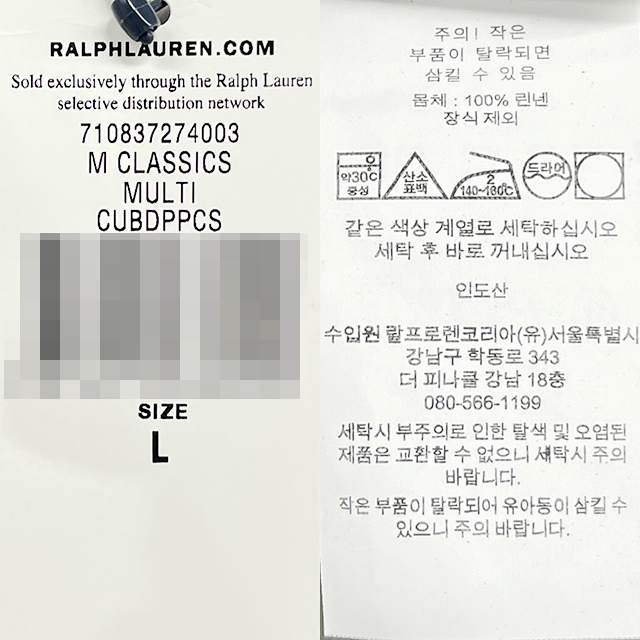 RALPHLAUREN.COM
Sold exclusively through the Ralph Lauren
selective distribution network
710837274003
M CLASSICS
MULTI
CUBDPPCS
SIZE
L
주의! 작은
부품이 탈락되면
삼킬 수 있음
몸체 : 100% 린넨
장식 제외
약30℃
중성
산소
표백
2
140~160℃
드라이
같은 색상 계열로 세탁하십시오
세탁 후 바로 꺼내십시오
인도산
수입원 랄프로렌코리아(유)서울특별시
강남구 학동로 343
더 피나클 강남 18층
080-566-1199
세탁시 부주의로 인한 탈색 및 오염된
제품은 교환할 수 없으니 세탁시 주의
바랍니다.
작은 부품이 탈락되어 유아동이 삼킬 수
있으니 주의 바랍니다.